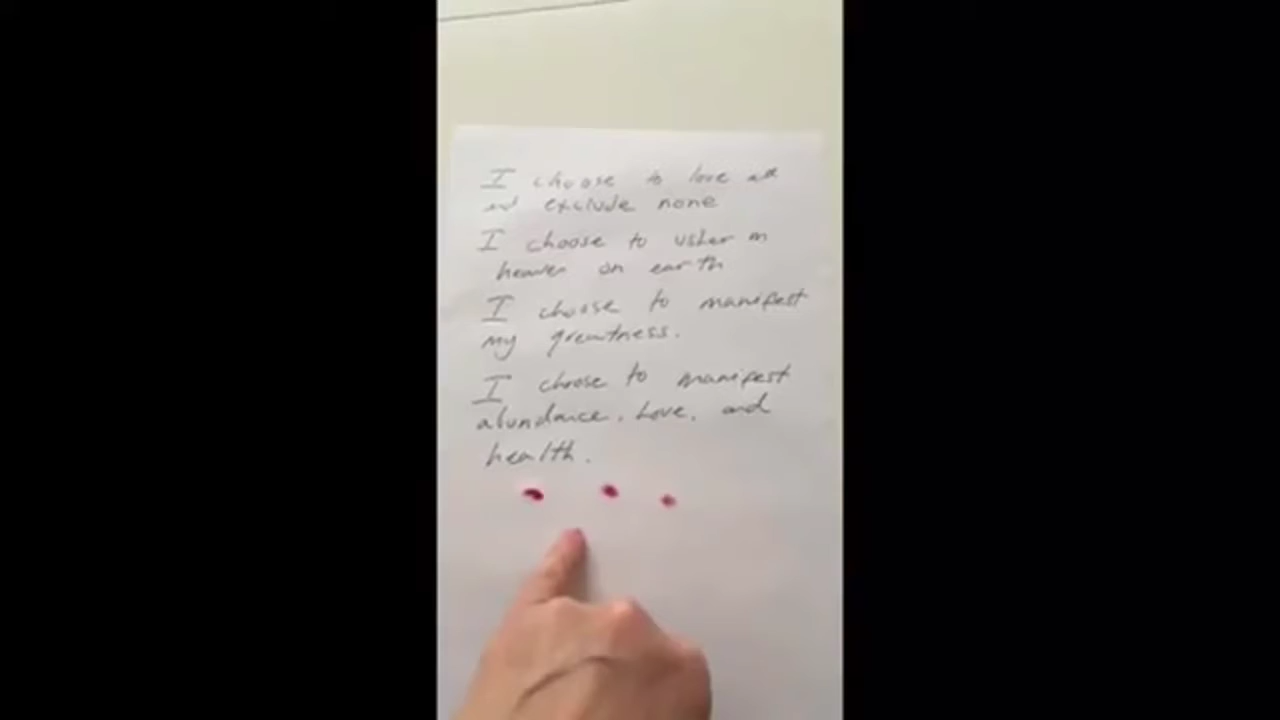 I choose to love all
and exclude none
I choose to usher in
heaven on earth
I choose to manifest
my greatness.
I choose to manifest
abundance, love, and
health.